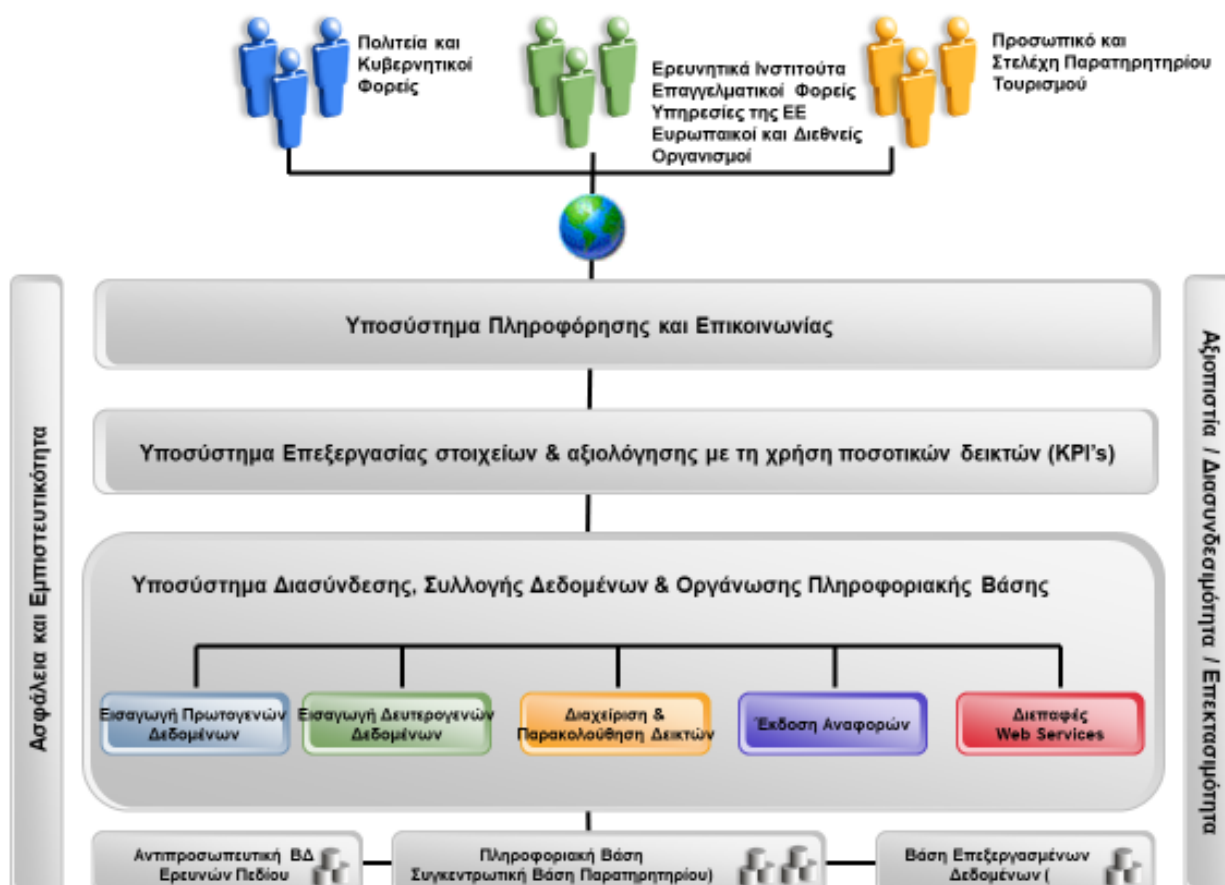 Πολιτεία και
Κυβερνητικοί
Φορείς
Ερευνητικά Ινστιτούτα
Επαγγελματικοί Φορείς
Υπηρεσίες της ΕΕ
Ευρωπαικοί και Διεθνείς
Οργανισμοί
Προσωπικό και
Στελέχη Παρατηρητηρίου
Τουρισμού
Ασφάλεια και Εμπιστευτικότητα
Υποσύστημα Πληροφόρησης και Επικοινωνίας
Υποσύστημα Επεξεργασίας στοιχείων & αξιολόγησης με τη χρήση ποσοτικών δεικτών (KPI's)
Υποσύστημα Διασύνδεσης, Συλλογής Δεδομένων & Οργάνωσης Πληροφοριακής Βάσης
Εισαγωγή Πρωτογενών
Δεδομένων
Εισαγωγή Δευτερογενών
Δεδομένων
Διαχείριση &
Παρακολούθηση Δεικτών
Έκδοση Αναφορών
Διεπαφές
Web Services
Αντιπροσωπευτική ΒΔ
Ερευνών Πεδίου
Πληροφοριακή Βάση
Συγκεντρωτική Βάση Παρατηρητηρίου)
Βάση Επεξεργασμένων
Δεδομένων (
Αξιοπιστία / Διασυνδεσιμότητα / Επεκτασιμότητα